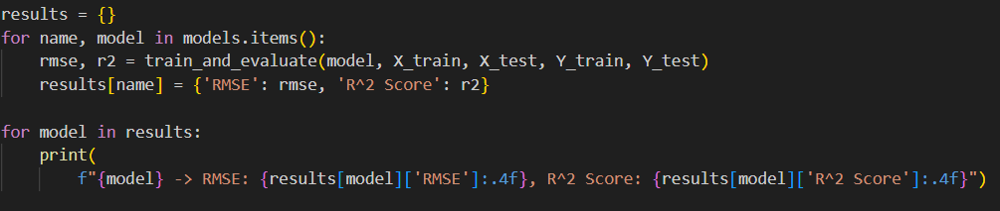 results = {}
for name, model in models.items():
    rmse, r2 = train_and_evaluate(model, X_train, X_test, Y_train, Y_test)
    results[name] = {'RMSE': rmse, 'R^2 Score': r2}

for model in results:
    print(
        f"{model} -> RMSE: {results[model]['RMSE']:.4f}, R^2 Score: {results[model]['R^2 Score']:.4f}")